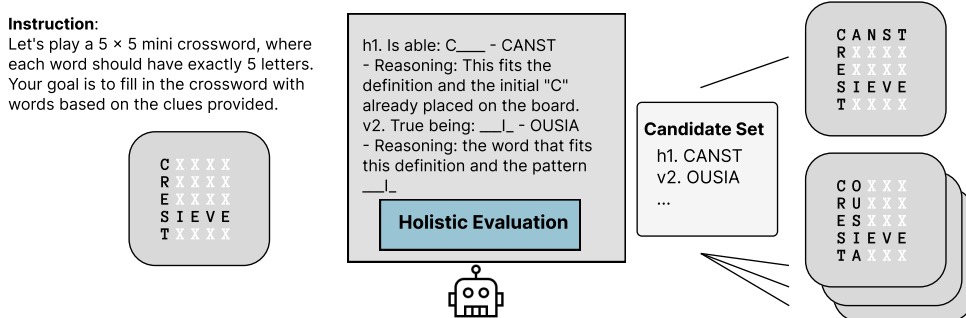 Instruction:
Let's play a 5 × 5 mini crossword, where
each word should have exactly 5 letters.
Your goal is to fill in the crossword with
words based on the clues provided.
C X X X X
R X X X X
E X X X X
S I E V E
T X X X X
h1. Is able: C____ - CANST
- Reasoning: This fits the
definition and the initial "C"
already placed on the board.
v2. True being: ___I_ - OUSIA
- Reasoning: the word that fits
this definition and the pattern
___I_
Holistic Evaluation
Candidate Set
h1. CANST
v2. OUSIA
...
C A N S T
R X X X X
E X X X X
S I E V E
T X X X X
C O X X X
R U X X X
E S X X X
S I E V E
T A X X X